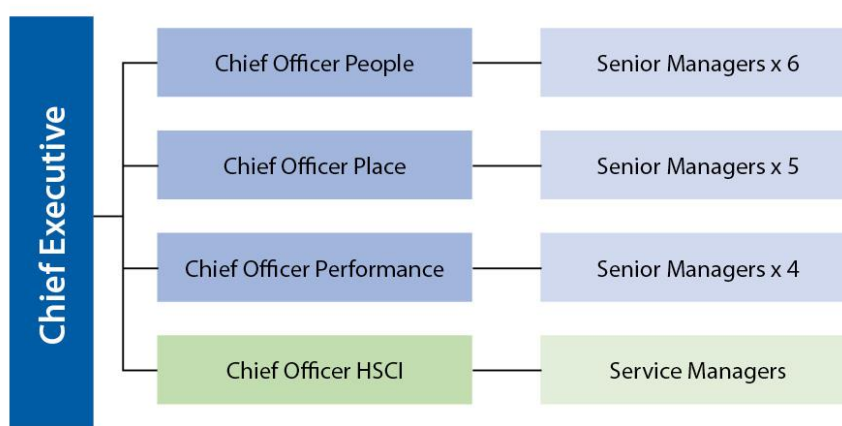 Chief Executive
Chief Officer People
Senior Managers x 6
Chief Officer Place
Senior Managers x 5
Chief Officer Performance
Senior Managers x 4
Chief Officer HSCI
Service Managers